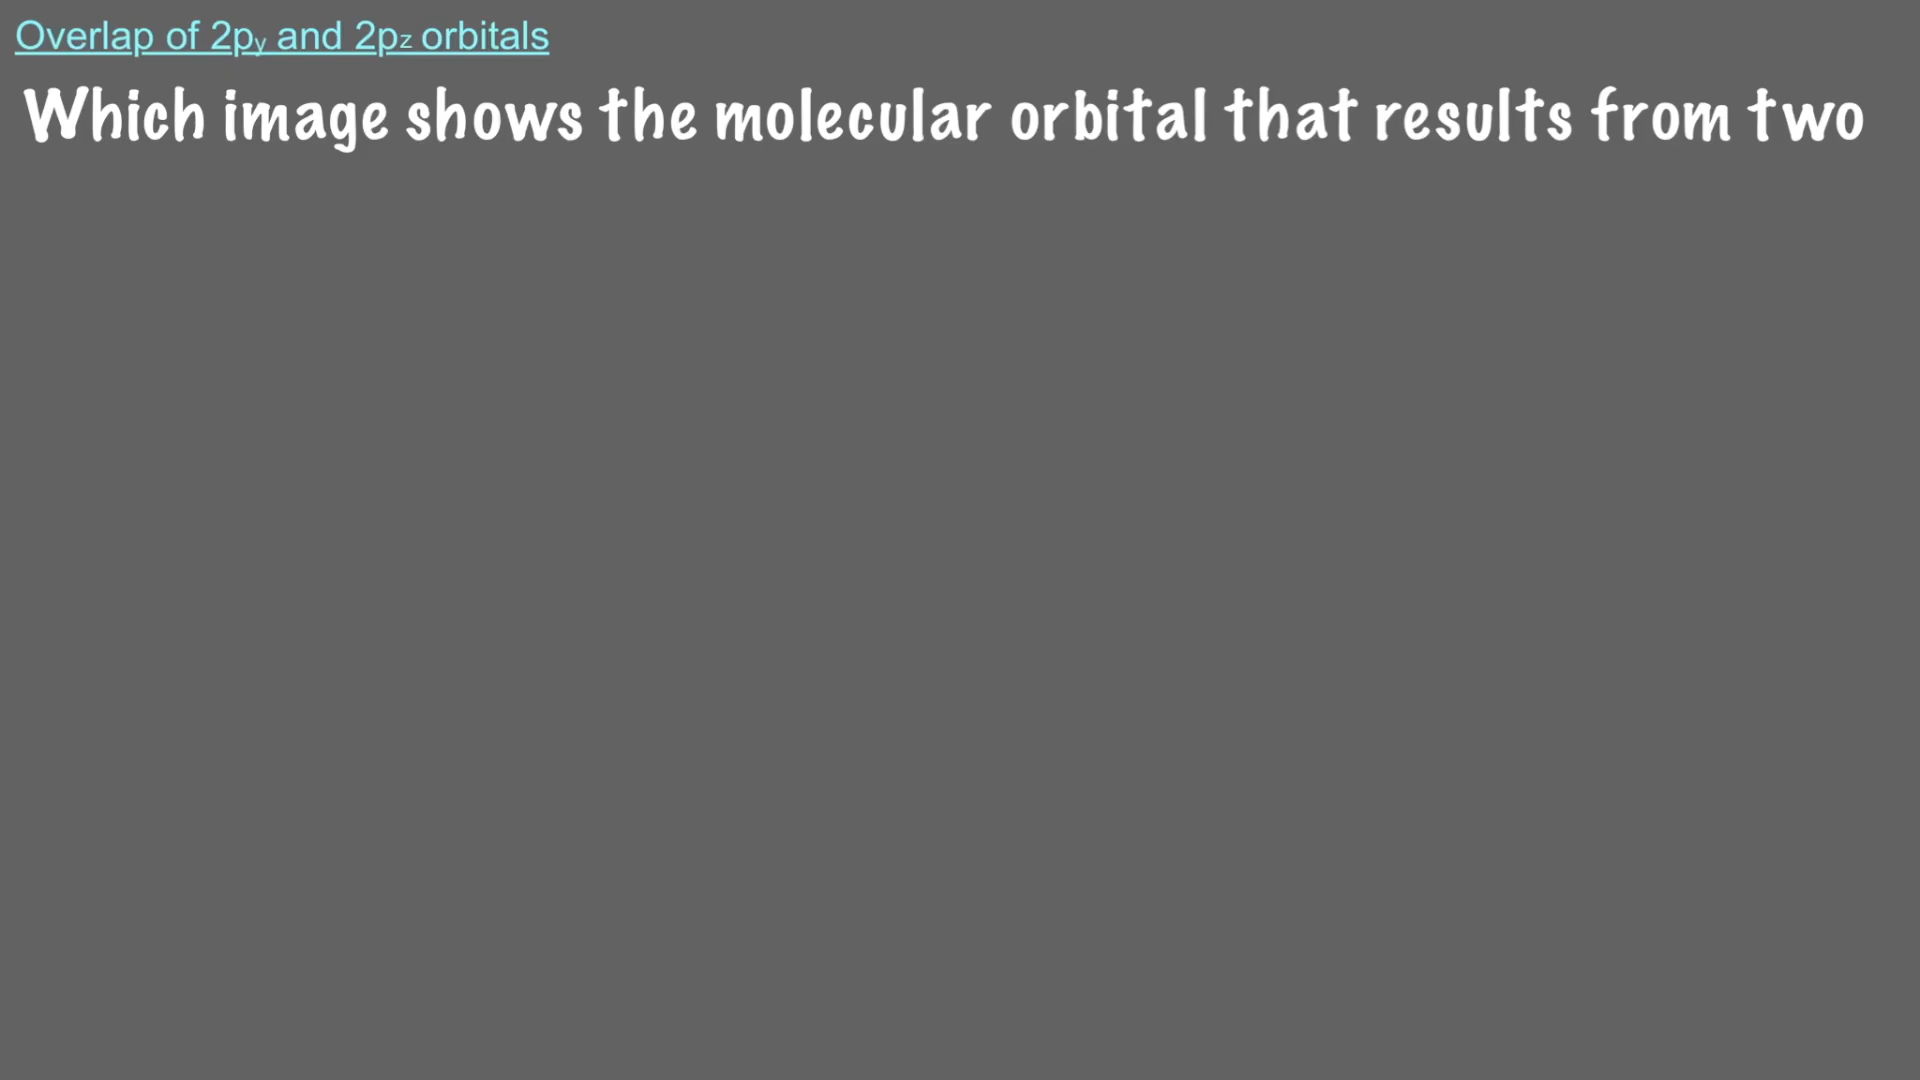 Overlap of 2py and 2pz orbitals
Which image shows the molecular orbital that results from two